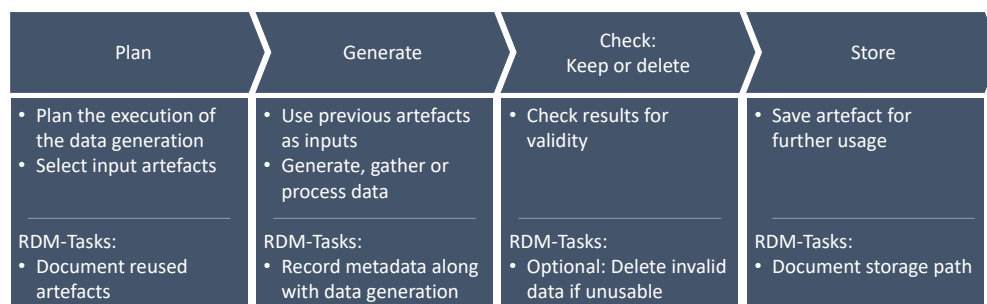 Plan
Generate
Check:
Keep or delete
Store
• Plan the execution of
the data generation
• Select input artefacts
RDM-Tasks:
• Document reused
artefacts
• Use previous artefacts
as inputs
• Generate, gather or
process data
RDM-Tasks:
• Record metadata along
with data generation
• Check results for
validity
RDM-Tasks:
• Optional: Delete invalid
data if unusable
• Save artefact for
further usage
RDM-Tasks:
• Document storage path